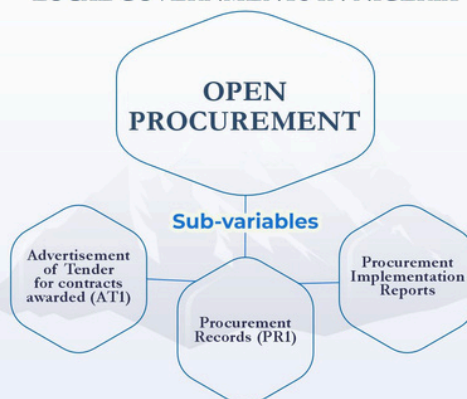 OPEN
PROCUREMENT
Sub-variables
Advertisement
of Tender
for contracts
awarded (AT1)
Procurement
Records (PR1)
Procurement
Implementation
Reports